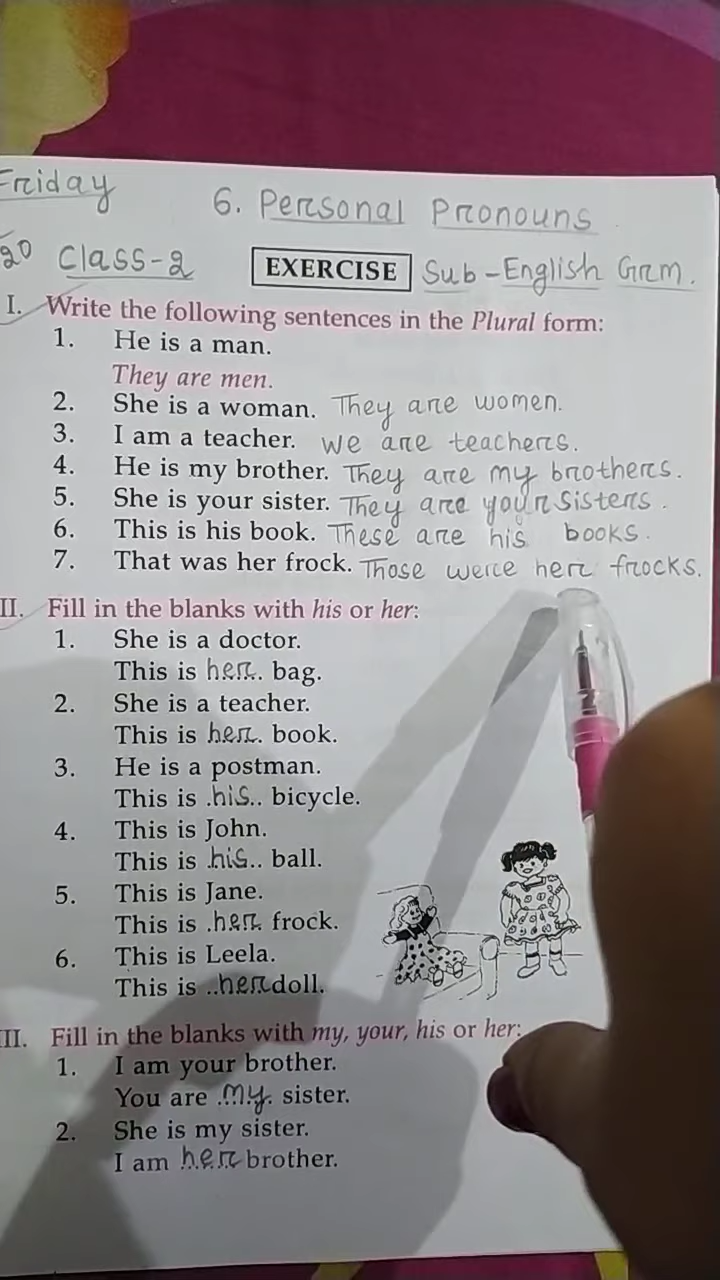 Friday 6. Personal Pronouns
20 Class-2 EXERCISE Sub-English Grm.
I. Write the following sentences in the Plural form:
1. He is a man.
They are men.
2. She is a woman. They are women.
3. I am a teacher. we are teachers.
4. He is my brother. They are my brothers.
5. She is your sister. They are your sisters.
6. This is his book. These are his books.
7. That was her frock. Those were her frocks.
II. Fill in the blanks with his or her:
1. She is a doctor.
This is her. bag.
2. She is a teacher.
This is her. book.
3. He is a postman.
This is .his.. bicycle.
4. This is John.
This is .his.. ball.
5. This is Jane.
This is .her. frock.
6. This is Leela.
This is ..her doll.
II. Fill in the blanks with my, your, his or her:
1. I am your brother.
You are .my. sister.
2. She is my sister.
I am her brother.